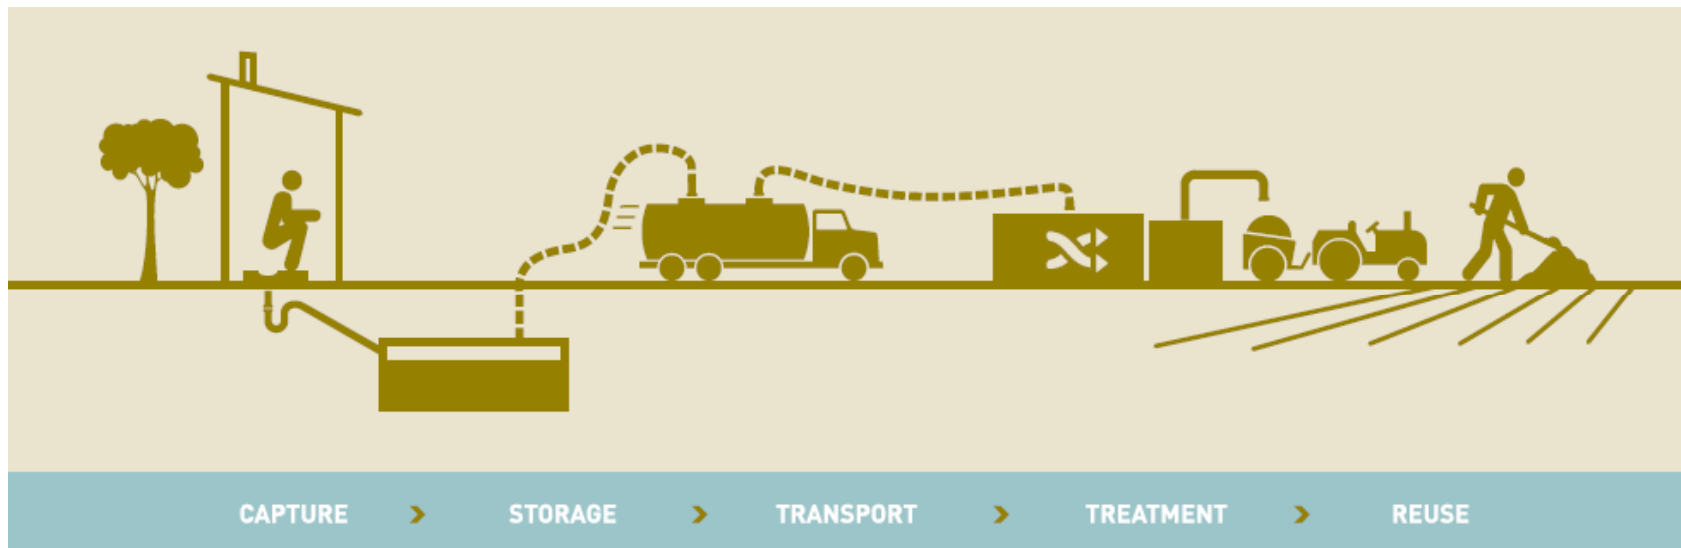 CAPTURE > STORAGE > TRANSPORT > TREATMENT > REUSE